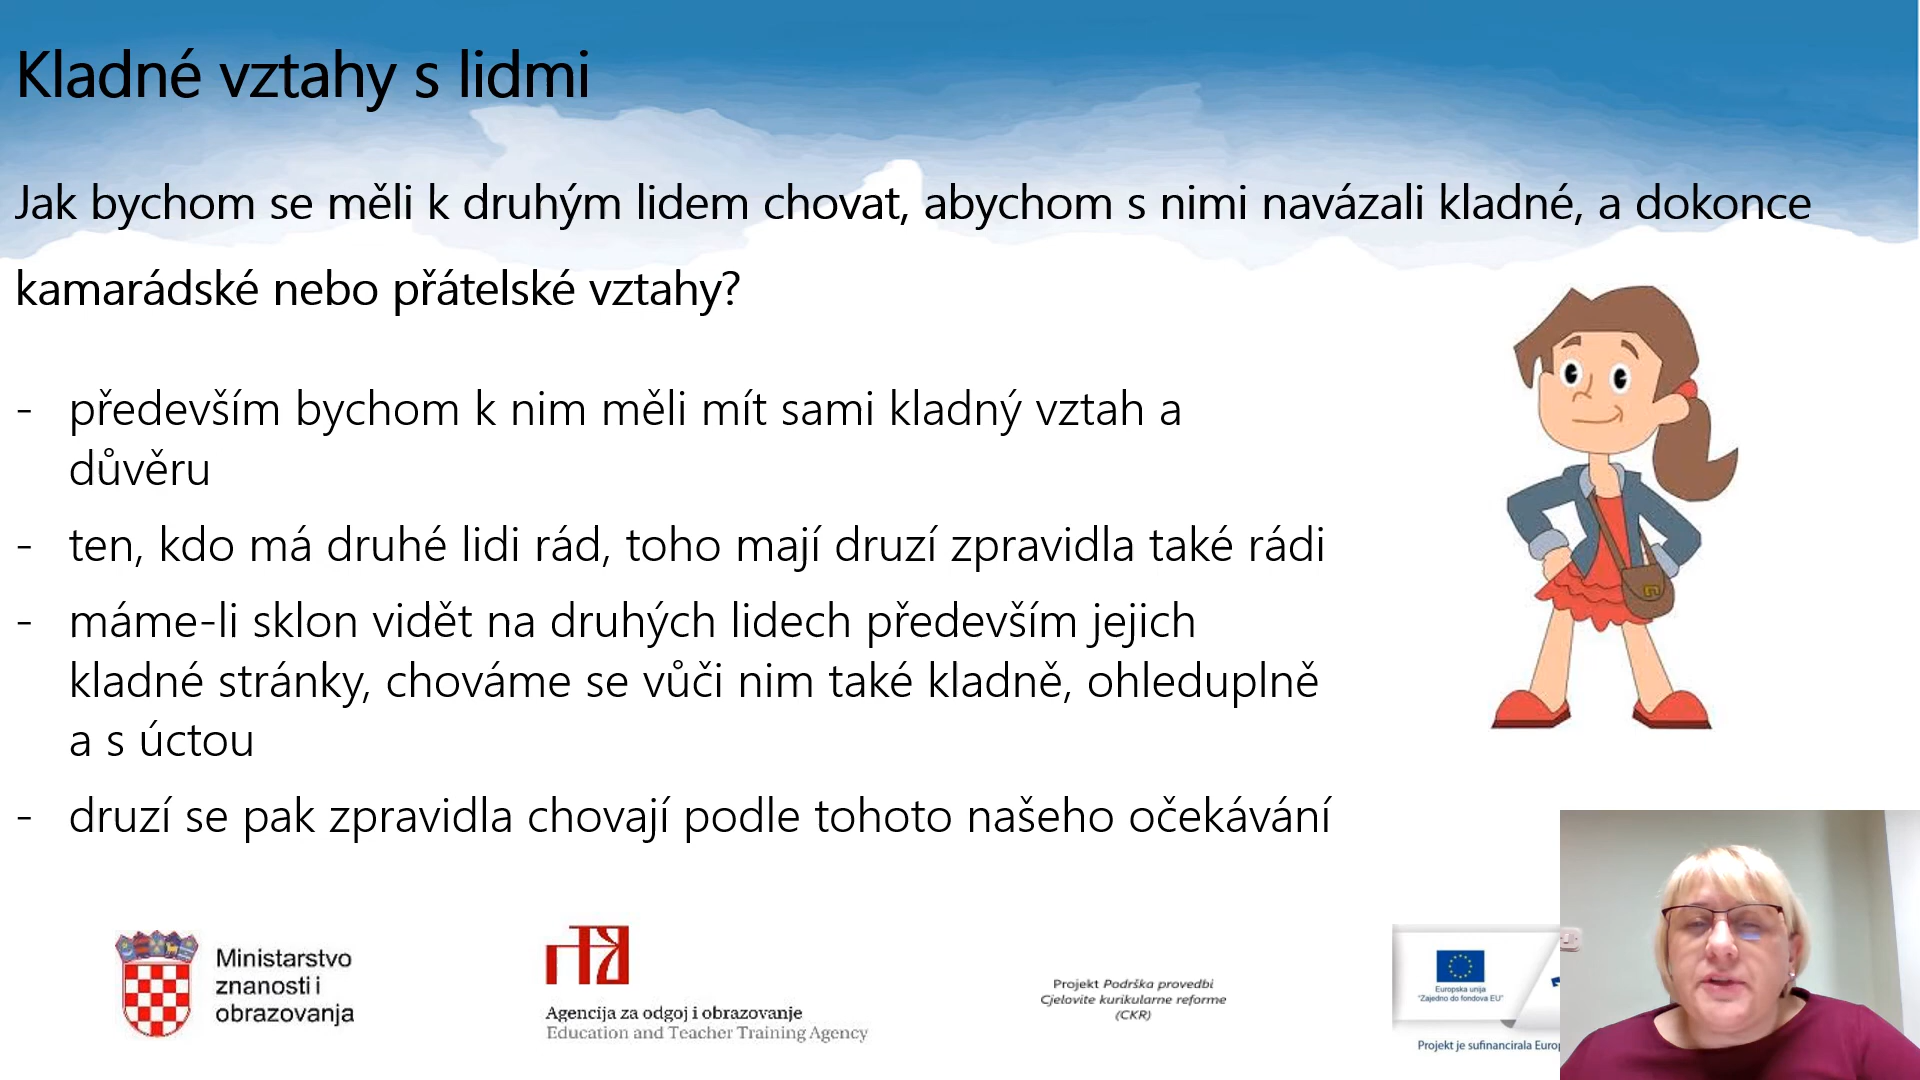 Kladné vztahy s lidmi
Jak bychom se měli k druhým lidem chovat, abychom s nimi navázali kladné, a dokonce
kamarádské nebo přátelské vztahy?
- především bychom k nim měli mít sami kladný vztah a
důvěru
- ten, kdo má druhé lidi rád, toho mají druzí zpravidla také rádi
- máme-li sklon vidět na druhých lidech především jejich
kladné stránky, chováme se vůči nim také kladně, ohleduplně
a s úctou
- druzí se pak zpravidla chovají podle tohoto našeho očekávání
Ministarstvo
znanosti i
obrazovanja
Agencija za odgoj i obrazovanje
Education and Teacher Training Agency
Projekt Podrška provedbi
Cjelovite kurikularne reforme
(CKR)
Europska unija
"Zajedno do fondova EU"
Projekt je sufinancirala